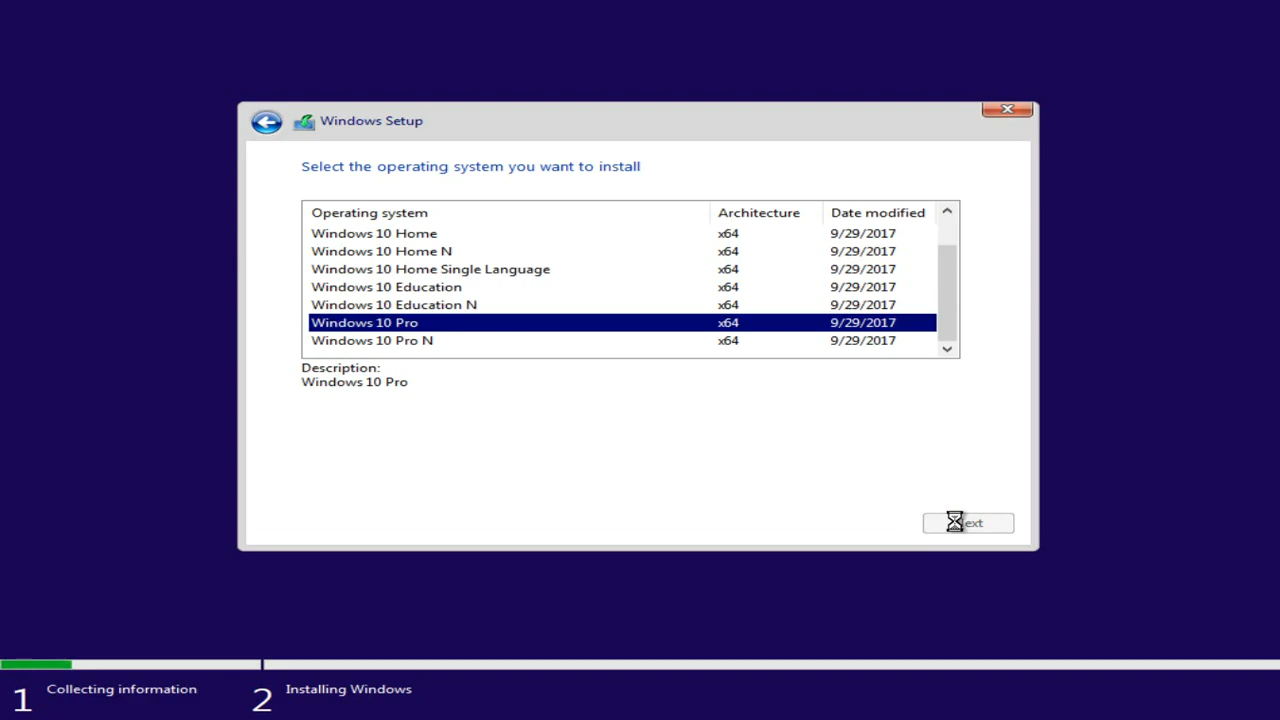 Windows Setup
Select the operating system you want to install
Operating system Architecture Date modified
Windows 10 Home x64 9/29/2017
Windows 10 Home N x64 9/29/2017
Windows 10 Home Single Language x64 9/29/2017
Windows 10 Education x64 9/29/2017
Windows 10 Education N x64 9/29/2017
Windows 10 Pro x64 9/29/2017
Windows 10 Pro N x64 9/29/2017
Description:
Windows 10 Pro
ext
1 Collecting information 2 Installing Windows